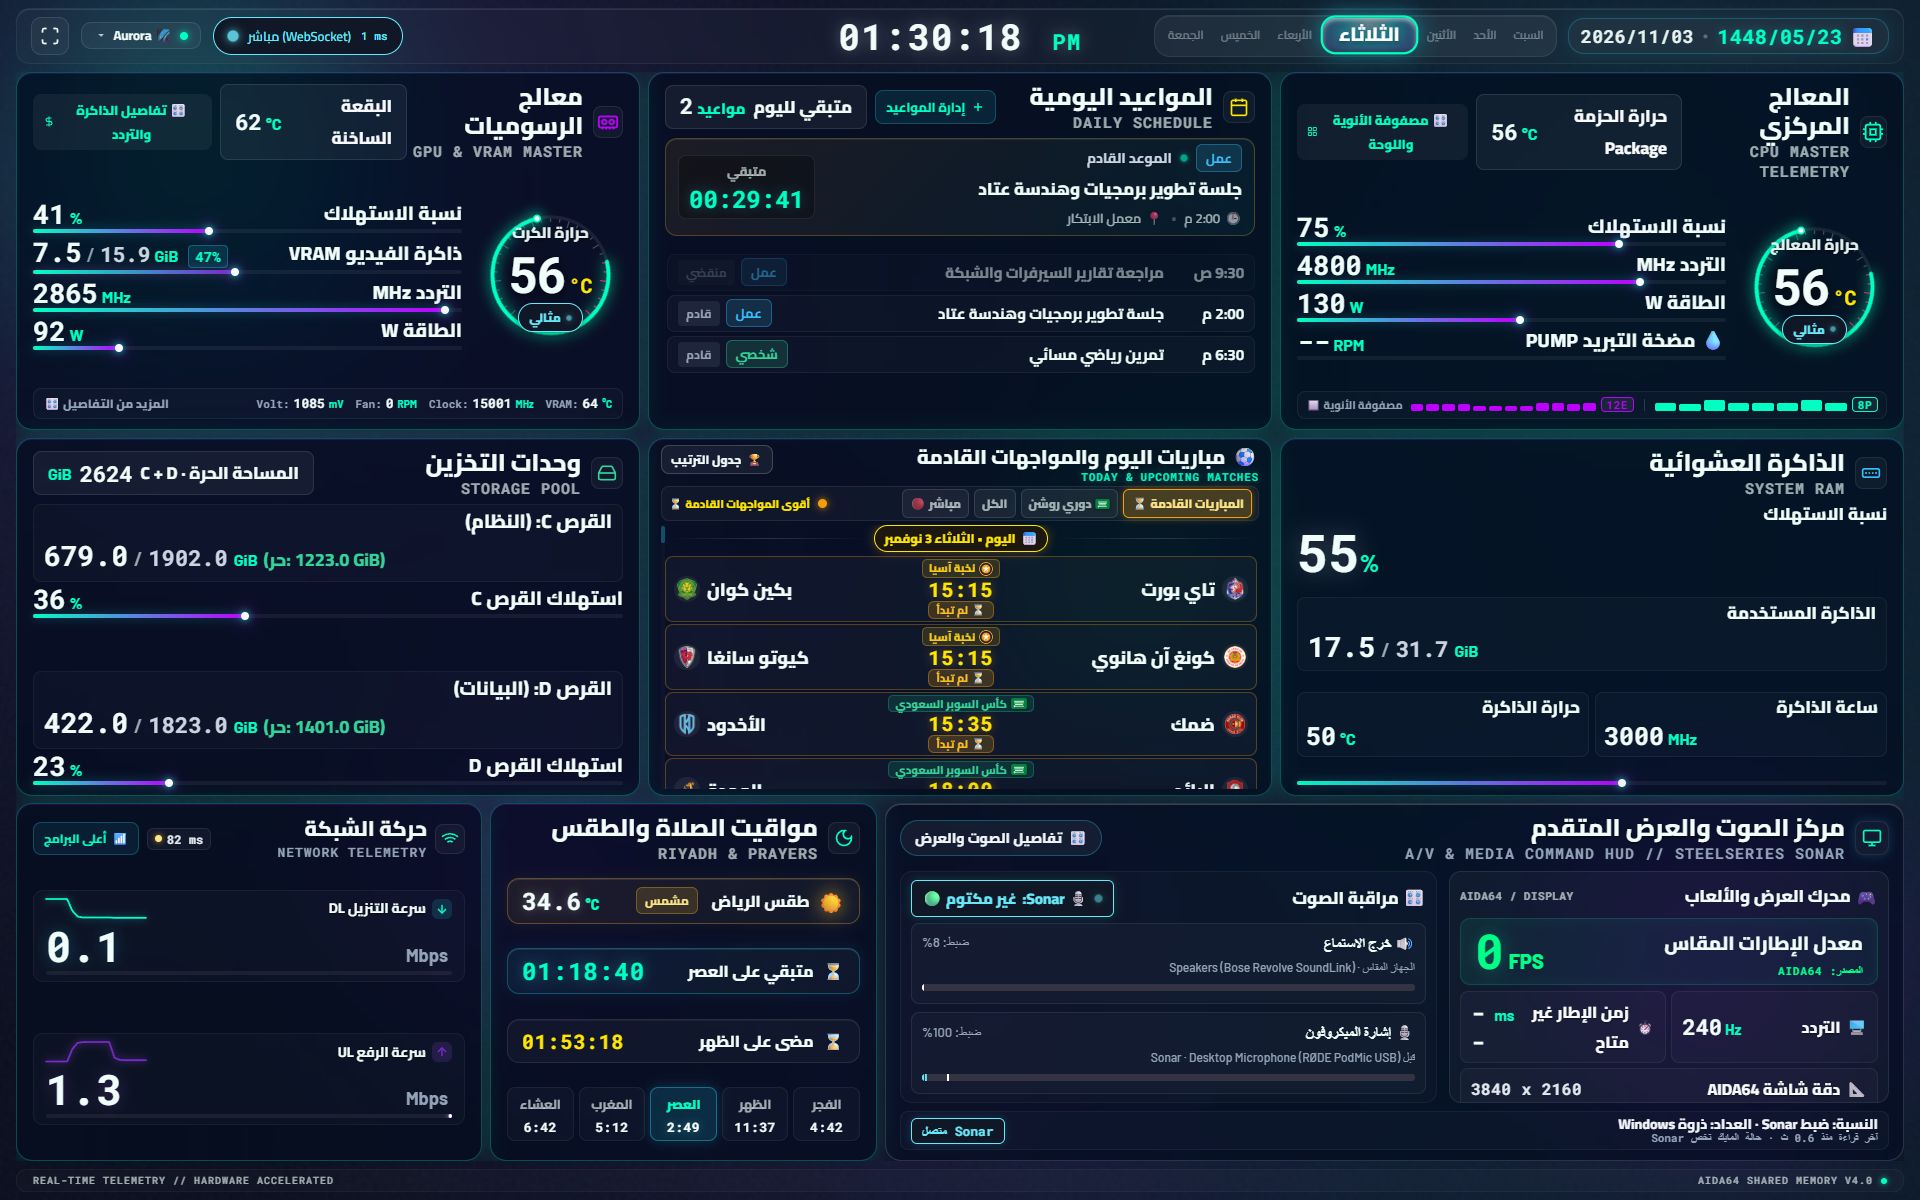 2026/11/03 • 1448/05/23
السبت الأحد الأثنين الثلاثاء الأربعاء الخميس الجمعة
01:30:18 PM
مباشر (WebSocket) 1 ms
Aurora
المعالج المركزي
CPU MASTER TELEMETRY
حرارة الحزمة Package 56 °C
مصفوفة الأنوية واللوحة
حرارة المعالج
56 °C
مثالي
نسبة الاستهلاك 75 %
التردد MHz 4800 MHz
الطاقة W 130 W
مضخة التبريد PUMP -- RPM
8P 12E مصفوفة الأنوية
المواعيد اليومية
DAILY SCHEDULE
+ إدارة المواعيد
متبقي لليوم 2 مواعيد
عمل الموعد القادم
جلسة تطوير برمجيات وهندسة عتاد
2:00 م • معمل الابتكار
متبقي
00:29:41
9:30 ص مراجعة تقارير السيرفرات والشبكة عمل منقضي
2:00 م جلسة تطوير برمجيات وهندسة عتاد عمل قادم
6:30 م تمرين رياضي مسائي شخصي قادم
معالج الرسوميات
GPU & VRAM MASTER
البقعة الساخنة 62 °C
تفاصيل الذاكرة والتردد
حرارة الكرت
56 °C
مثالي
نسبة الاستهلاك 41 %
ذاكرة الفيديو VRAM 7.5 / 15.9 GiB 47%
التردد MHz 2865 MHz
الطاقة W 92 W
المزيد من التفاصيل
Volt: 1085 mV Fan: 0 RPM Clock: 15001 MHz VRAM: 64 °C
الذاكرة العشوائية
SYSTEM RAM
نسبة الاستهلاك
55%
الذاكرة المستخدمة
17.5 / 31.7 GiB
ساعة الذاكرة
3000 MHz
حرارة الذاكرة
50 °C
مباريات اليوم والمواجهات القادمة
TODAY & UPCOMING MATCHES
جدول الترتيب
المباريات القادمة دوري روشن الكل مباشر
أقوى المواجهات القادمة
اليوم • الثلاثاء 3 نوفمبر
نخبة آسيا
تاي بورت 15:15 بكين كوان
لم تبدأ
نخبة آسيا
كونغ آن هانوي 15:15 كيوتو سانغا
لم تبدأ
كأس السوبر السعودي
ضمك 15:35 الأخدود
لم تبدأ
كأس السوبر السعودي
18:00
وحدات التخزين
STORAGE POOL
المساحة الحرة · C + D 2624 GiB
القرص C: (النظام)
679.0 / 1902.0 GiB (حر: 1223.0 GiB)
استهلاك القرص C 36 %
القرص D: (البيانات)
422.0 / 1823.0 GiB (حر: 1401.0 GiB)
استهلاك القرص D 23 %
مركز الصوت والعرض المتقدم
A/V & MEDIA COMMAND HUD // STEELSERIES SONAR
تفاصيل الصوت والعرض
محرك العرض والألعاب
AIDA64 / DISPLAY
معدل الإطارات المقاس
المصدر: AIDA64
0 FPS
التردد 240 Hz
زمن الإطار غير متاح -- ms
دقة شاشة AIDA64 3840 x 2160
مراقبة الصوت
Sonar: غير مكتوم
خرج الاستماع ضبط: 8%
الجهاز المقاس · Speakers (Bose Revolve SoundLink)
إشارة الميكروفون ضبط: 100%
قبل Sonar · Desktop Microphone (RØDE PodMic USB)
النسبة: ضبط Sonar · العداد: ذروة Windows
آخر قراءة منذ 0.6 ث · حالة المايك تخص Sonar
Sonar متصل
مواقيت الصلاة والطقس
RIYADH & PRAYERS
طقس الرياض مشمس 34.6 °C
متبقي على العصر 01:18:40
مضى على الظهر 01:53:18
الفجر 4:42
الظهر 11:37
العصر 2:49
المغرب 5:12
العشاء 6:42
حركة الشبكة
NETWORK TELEMETRY
82 ms
أعلى البرامج
سرعة التنزيل DL
0.1 Mbps
سرعة الرفع UL
1.3 Mbps
REAL-TIME TELEMETRY // HARDWARE ACCELERATED
AIDA64 SHARED MEMORY V4.0